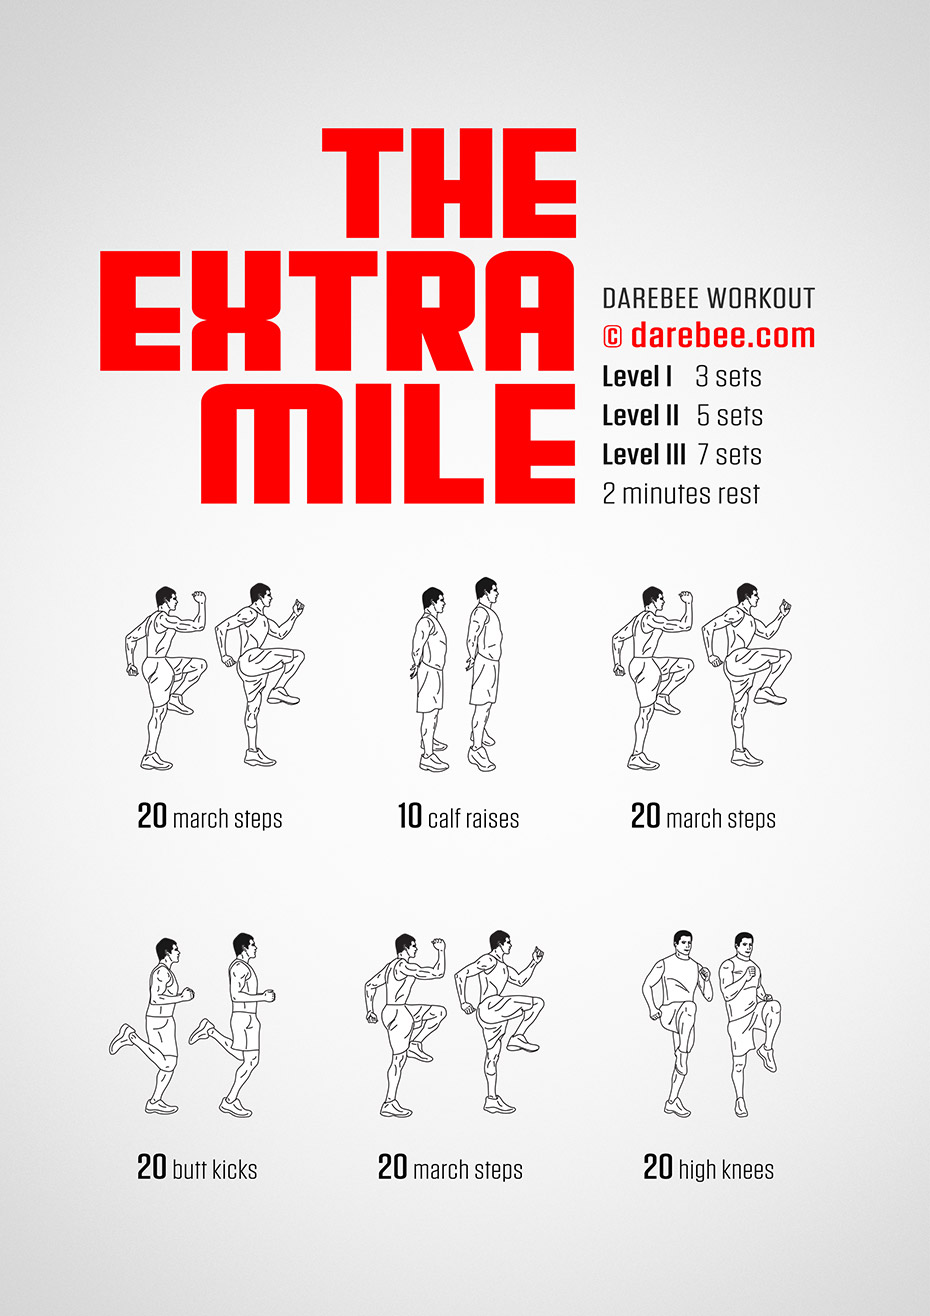 THE
EXTRA
MILE
DAREBEE WORKOUT
© darebee.com
Level I 3 sets
Level II 5 sets
Level III 7 sets
2 minutes rest
20 march steps
10 calf raises
20 march steps
20 butt kicks
20 march steps
20 high knees